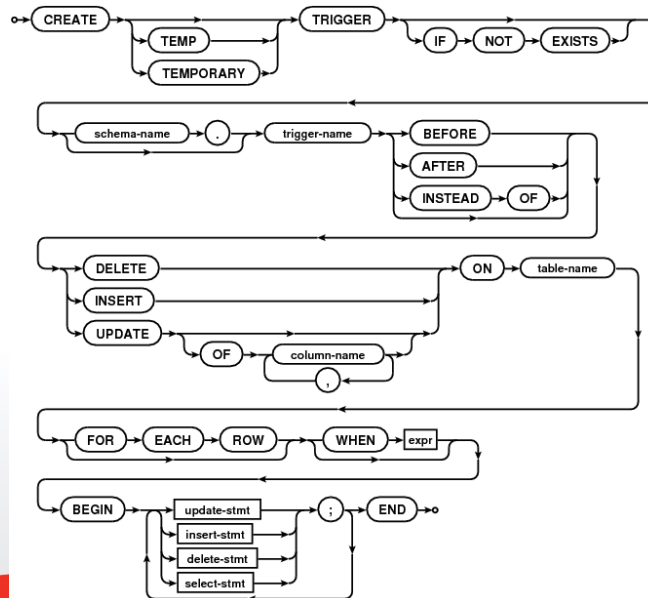 CREATE TRIGGER
TEMP IF NOT EXISTS
TEMPORARY
schema-name . trigger-name BEFORE
AFTER
INSTEAD OF
DELETE ON table-name
INSERT
UPDATE
OF column-name
,
FOR EACH ROW WHEN expr
BEGIN update-stmt ; END
insert-stmt
delete-stmt
select-stmt